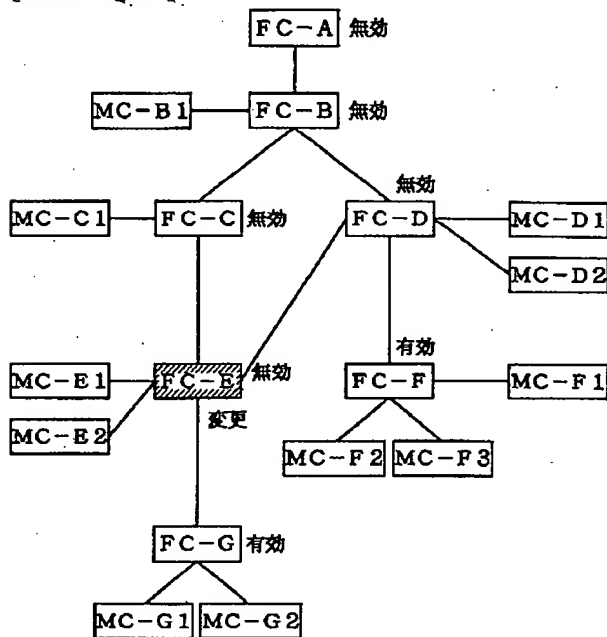 FC-A 無効
MC-B1 FC-B 無効
無効
MC-C1 FC-C 無効 FC-D MC-D1
MC-D2
有効
MC-E1 FC-E 無効 FC-F MC-F1
MC-E2 変更
MC-F2 MC-F3
FC-G 有効
MC-G1 MC-G2